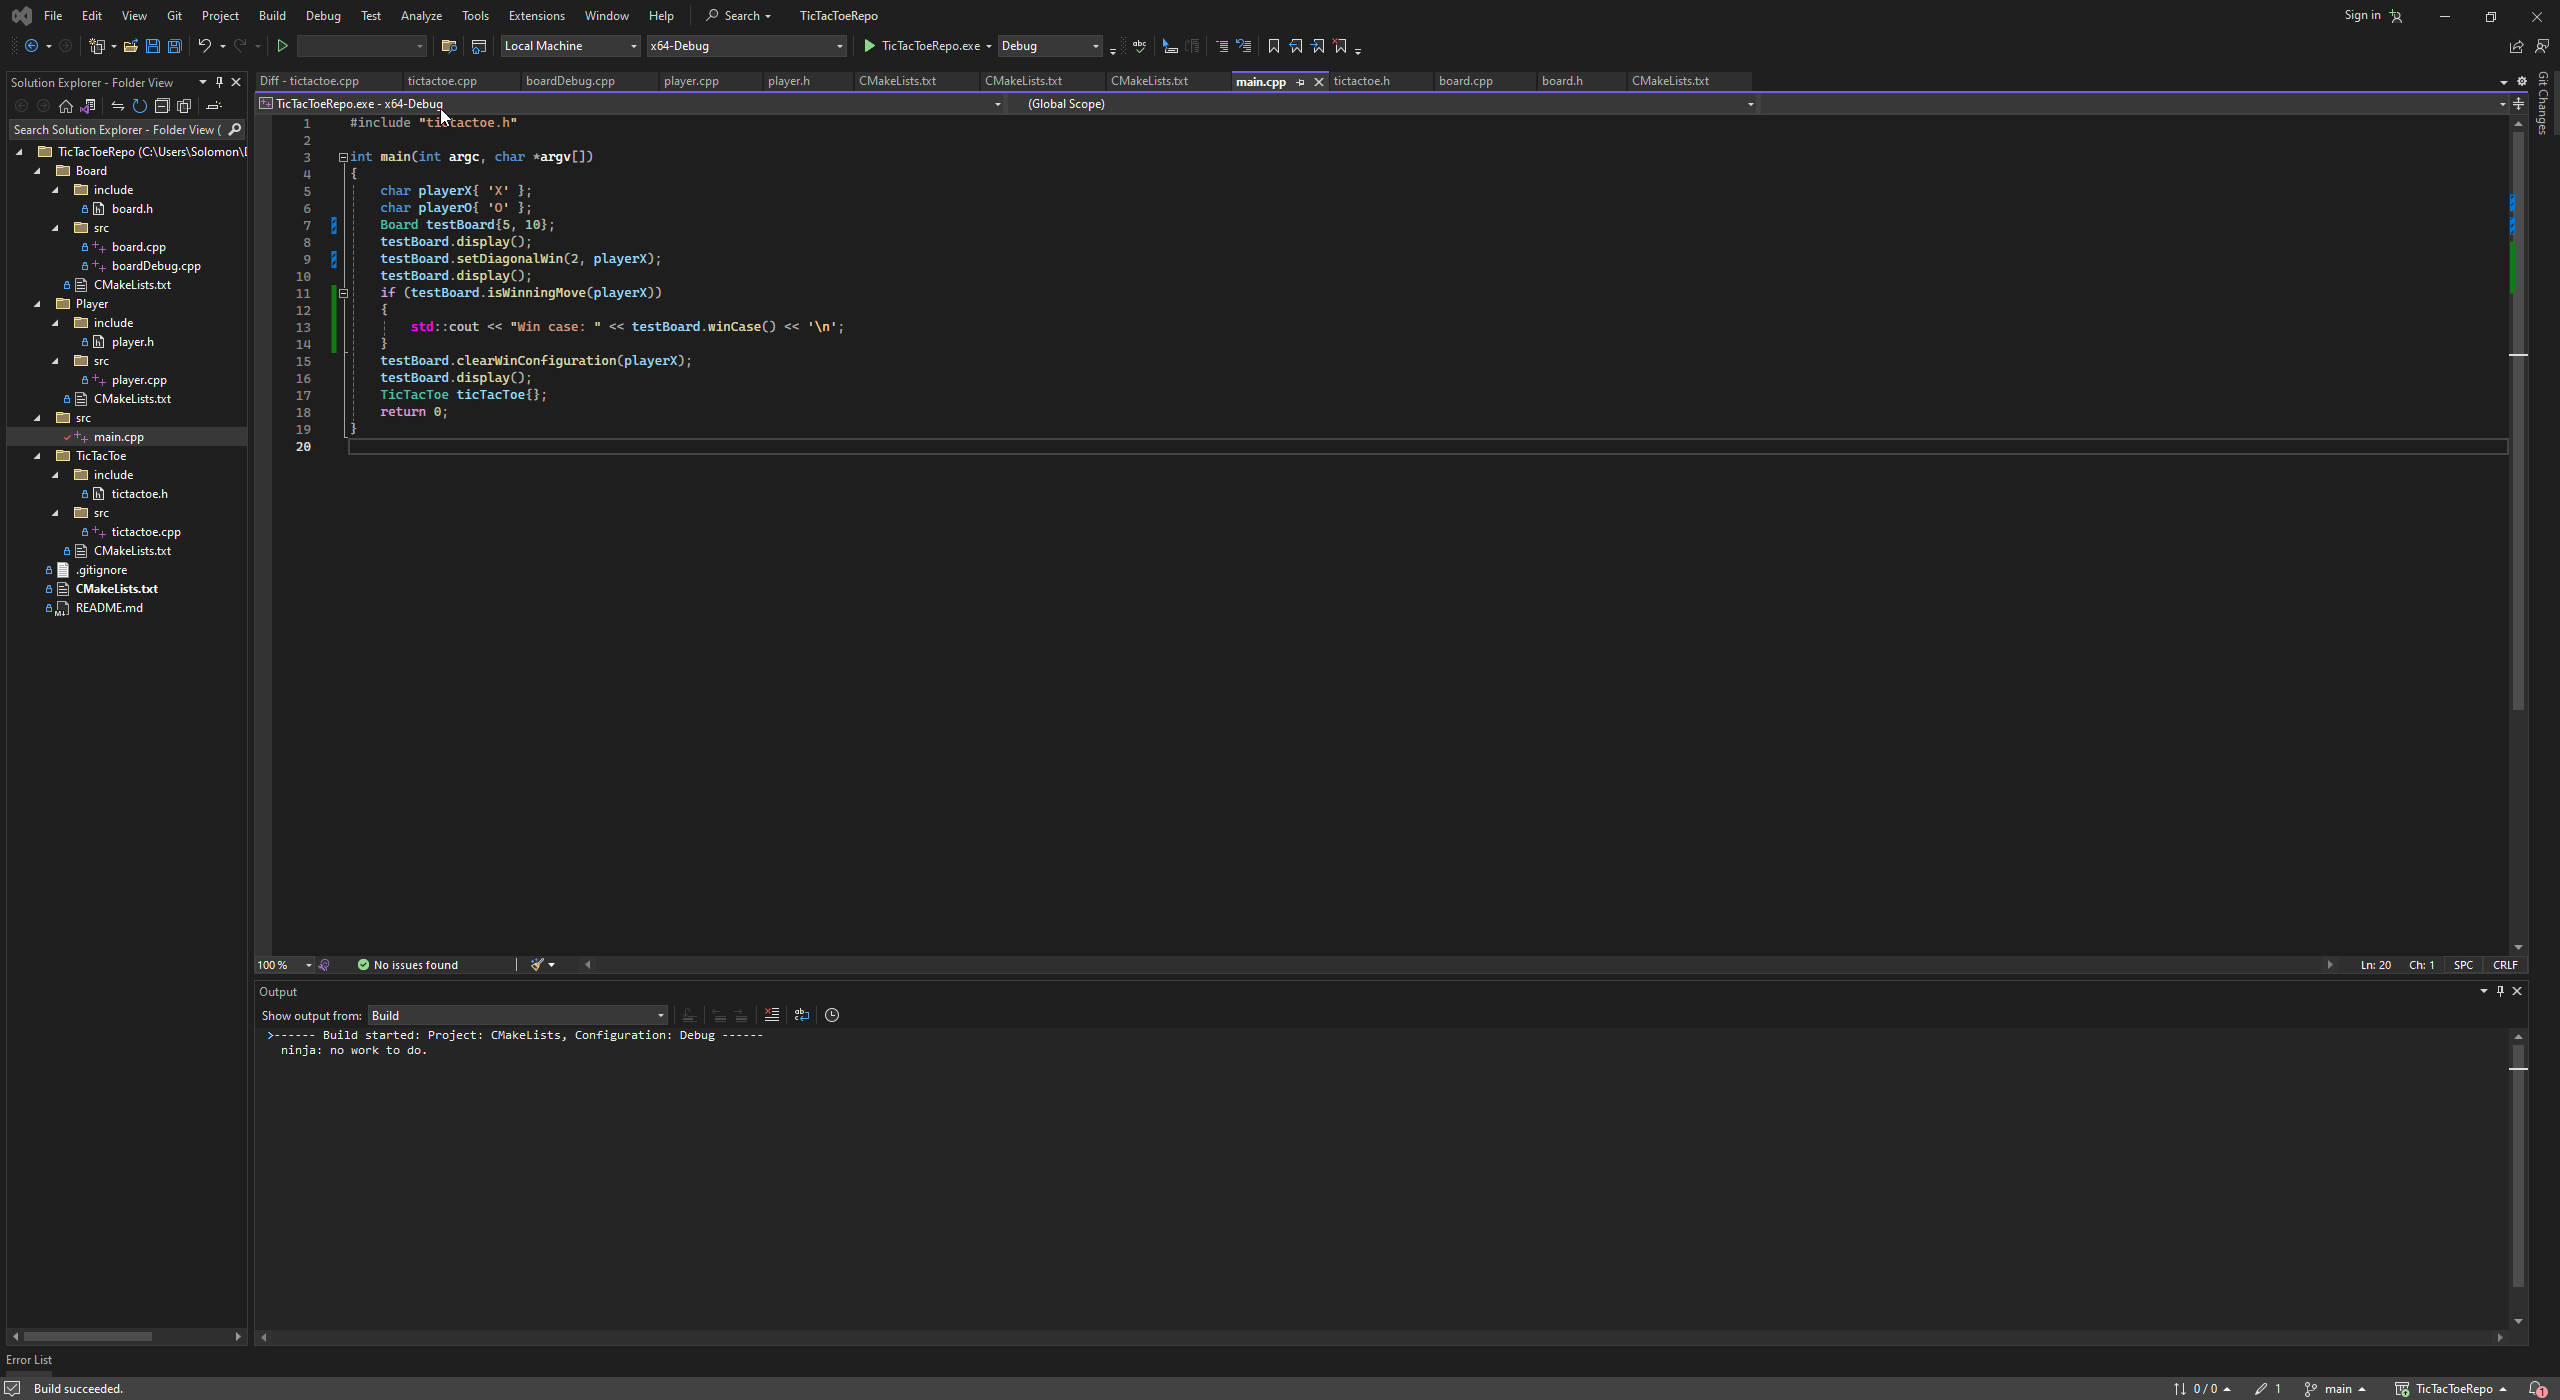 File Edit View Git Project Build Debug Test Analyze Tools Extensions Window Help Search TicTacToeRepo Sign in
Local Machine x64-Debug TicTacToeRepo.exe Debug
Solution Explorer - Folder View
Search Solution Explorer - Folder View (
TicTacToeRepo (C:\Users\Solomon\
Board
include
board.h
src
board.cpp
boardDebug.cpp
CMakeLists.txt
Player
include
player.h
src
player.cpp
CMakeLists.txt
src
main.cpp
TicTacToe
include
tictactoe.h
src
tictactoe.cpp
CMakeLists.txt
.gitignore
CMakeLists.txt
README.md
Diff - tictactoe.cpp tictactoe.cpp boardDebug.cpp player.cpp player.h CMakeLists.txt CMakeLists.txt CMakeLists.txt main.cpp tictactoe.h board.cpp board.h CMakeLists.txt
TicTacToeRepo.exe - x64-Debug (Global Scope)
1 #include "tictactoe.h"
2
3 int main(int argc, char *argv[])
4 {
5 char playerX{ 'X' };
6 char playerO{ 'O' };
7 Board testBoard{5, 10};
8 testBoard.display();
9 testBoard.setDiagonalWin(2, playerX);
10 testBoard.display();
11 if (testBoard.isWinningMove(playerX))
12 {
13 std::cout << "Win case: " << testBoard.winCase() << '\n';
14 }
15 testBoard.clearWinConfiguration(playerX);
16 testBoard.display();
17 TicTacToe ticTacToe{};
18 return 0;
19 }
20
100 % No issues found Ln: 20 Ch: 1 SPC CRLF
Output
Show output from: Build
>------ Build started: Project: CMakeLists, Configuration: Debug ------
ninja: no work to do.
Git Changes
Error List
Build succeeded. 0 / 0 1 main TicTacToeRepo 1